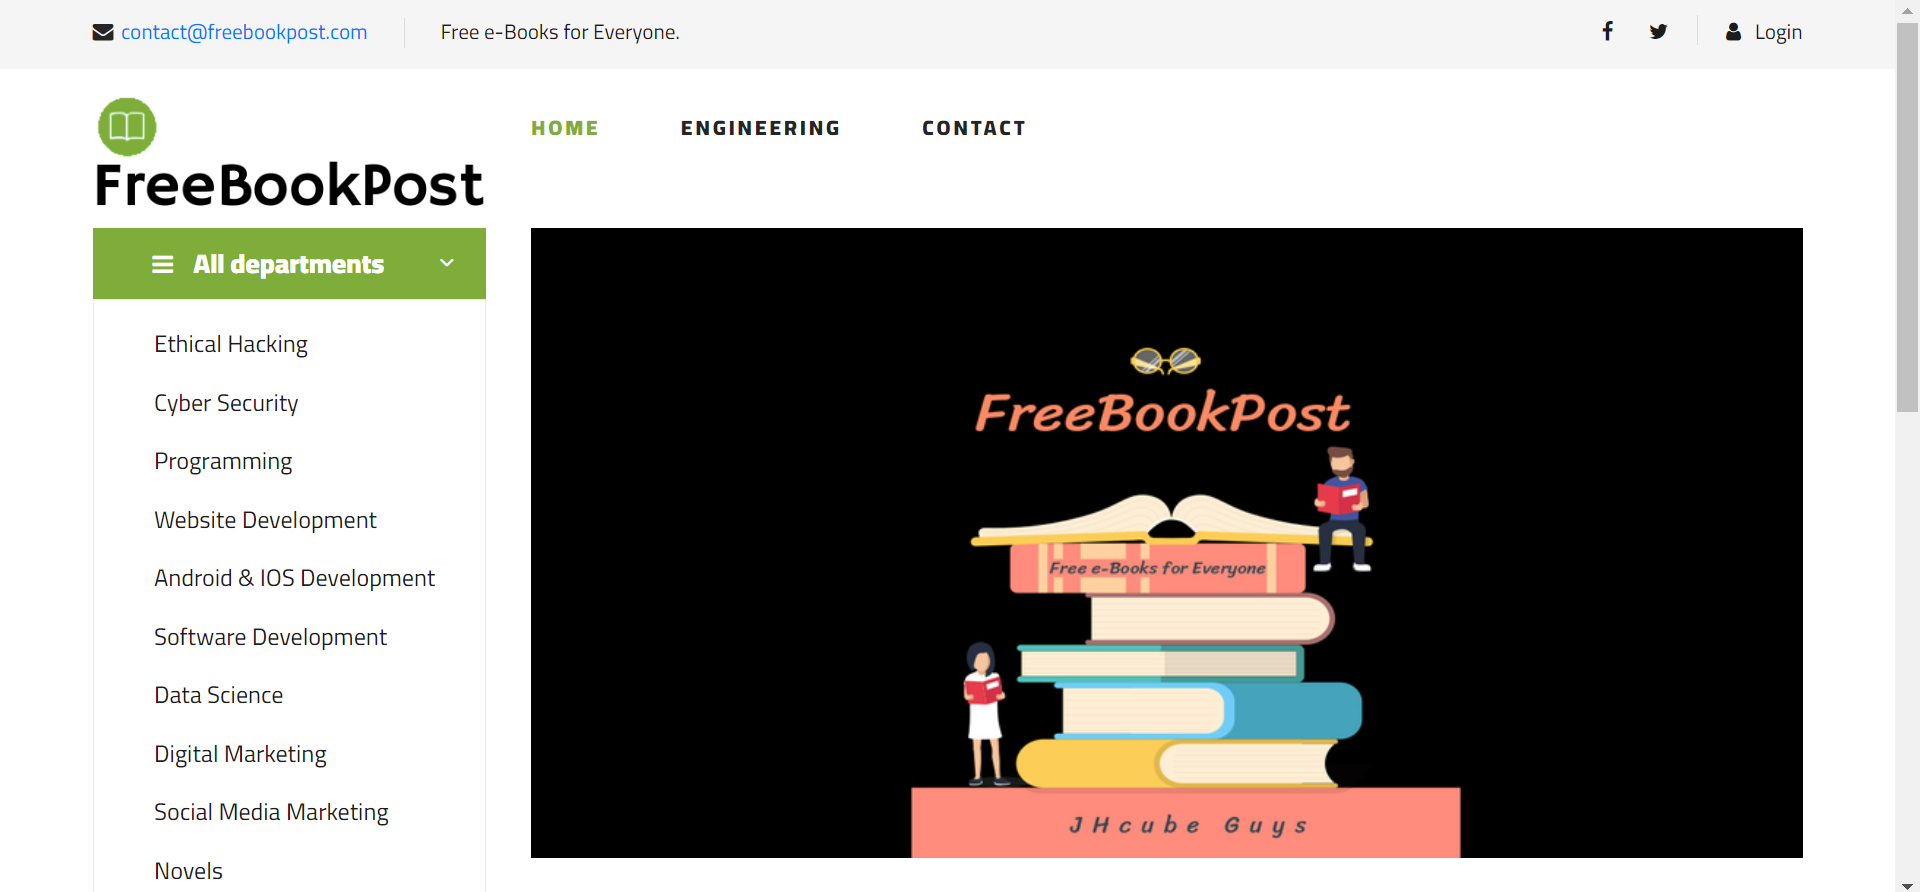 contact@freebookpost.com
Free e-Books for Everyone.
Login
FreeBookPost
HOME
ENGINEERING
CONTACT
All departments
Ethical Hacking
Cyber Security
Programming
Website Development
Android & IOS Development
Software Development
Data Science
Digital Marketing
Social Media Marketing
Novels
FreeBookPost
Free e-Books for Everyone
JHcube Guys